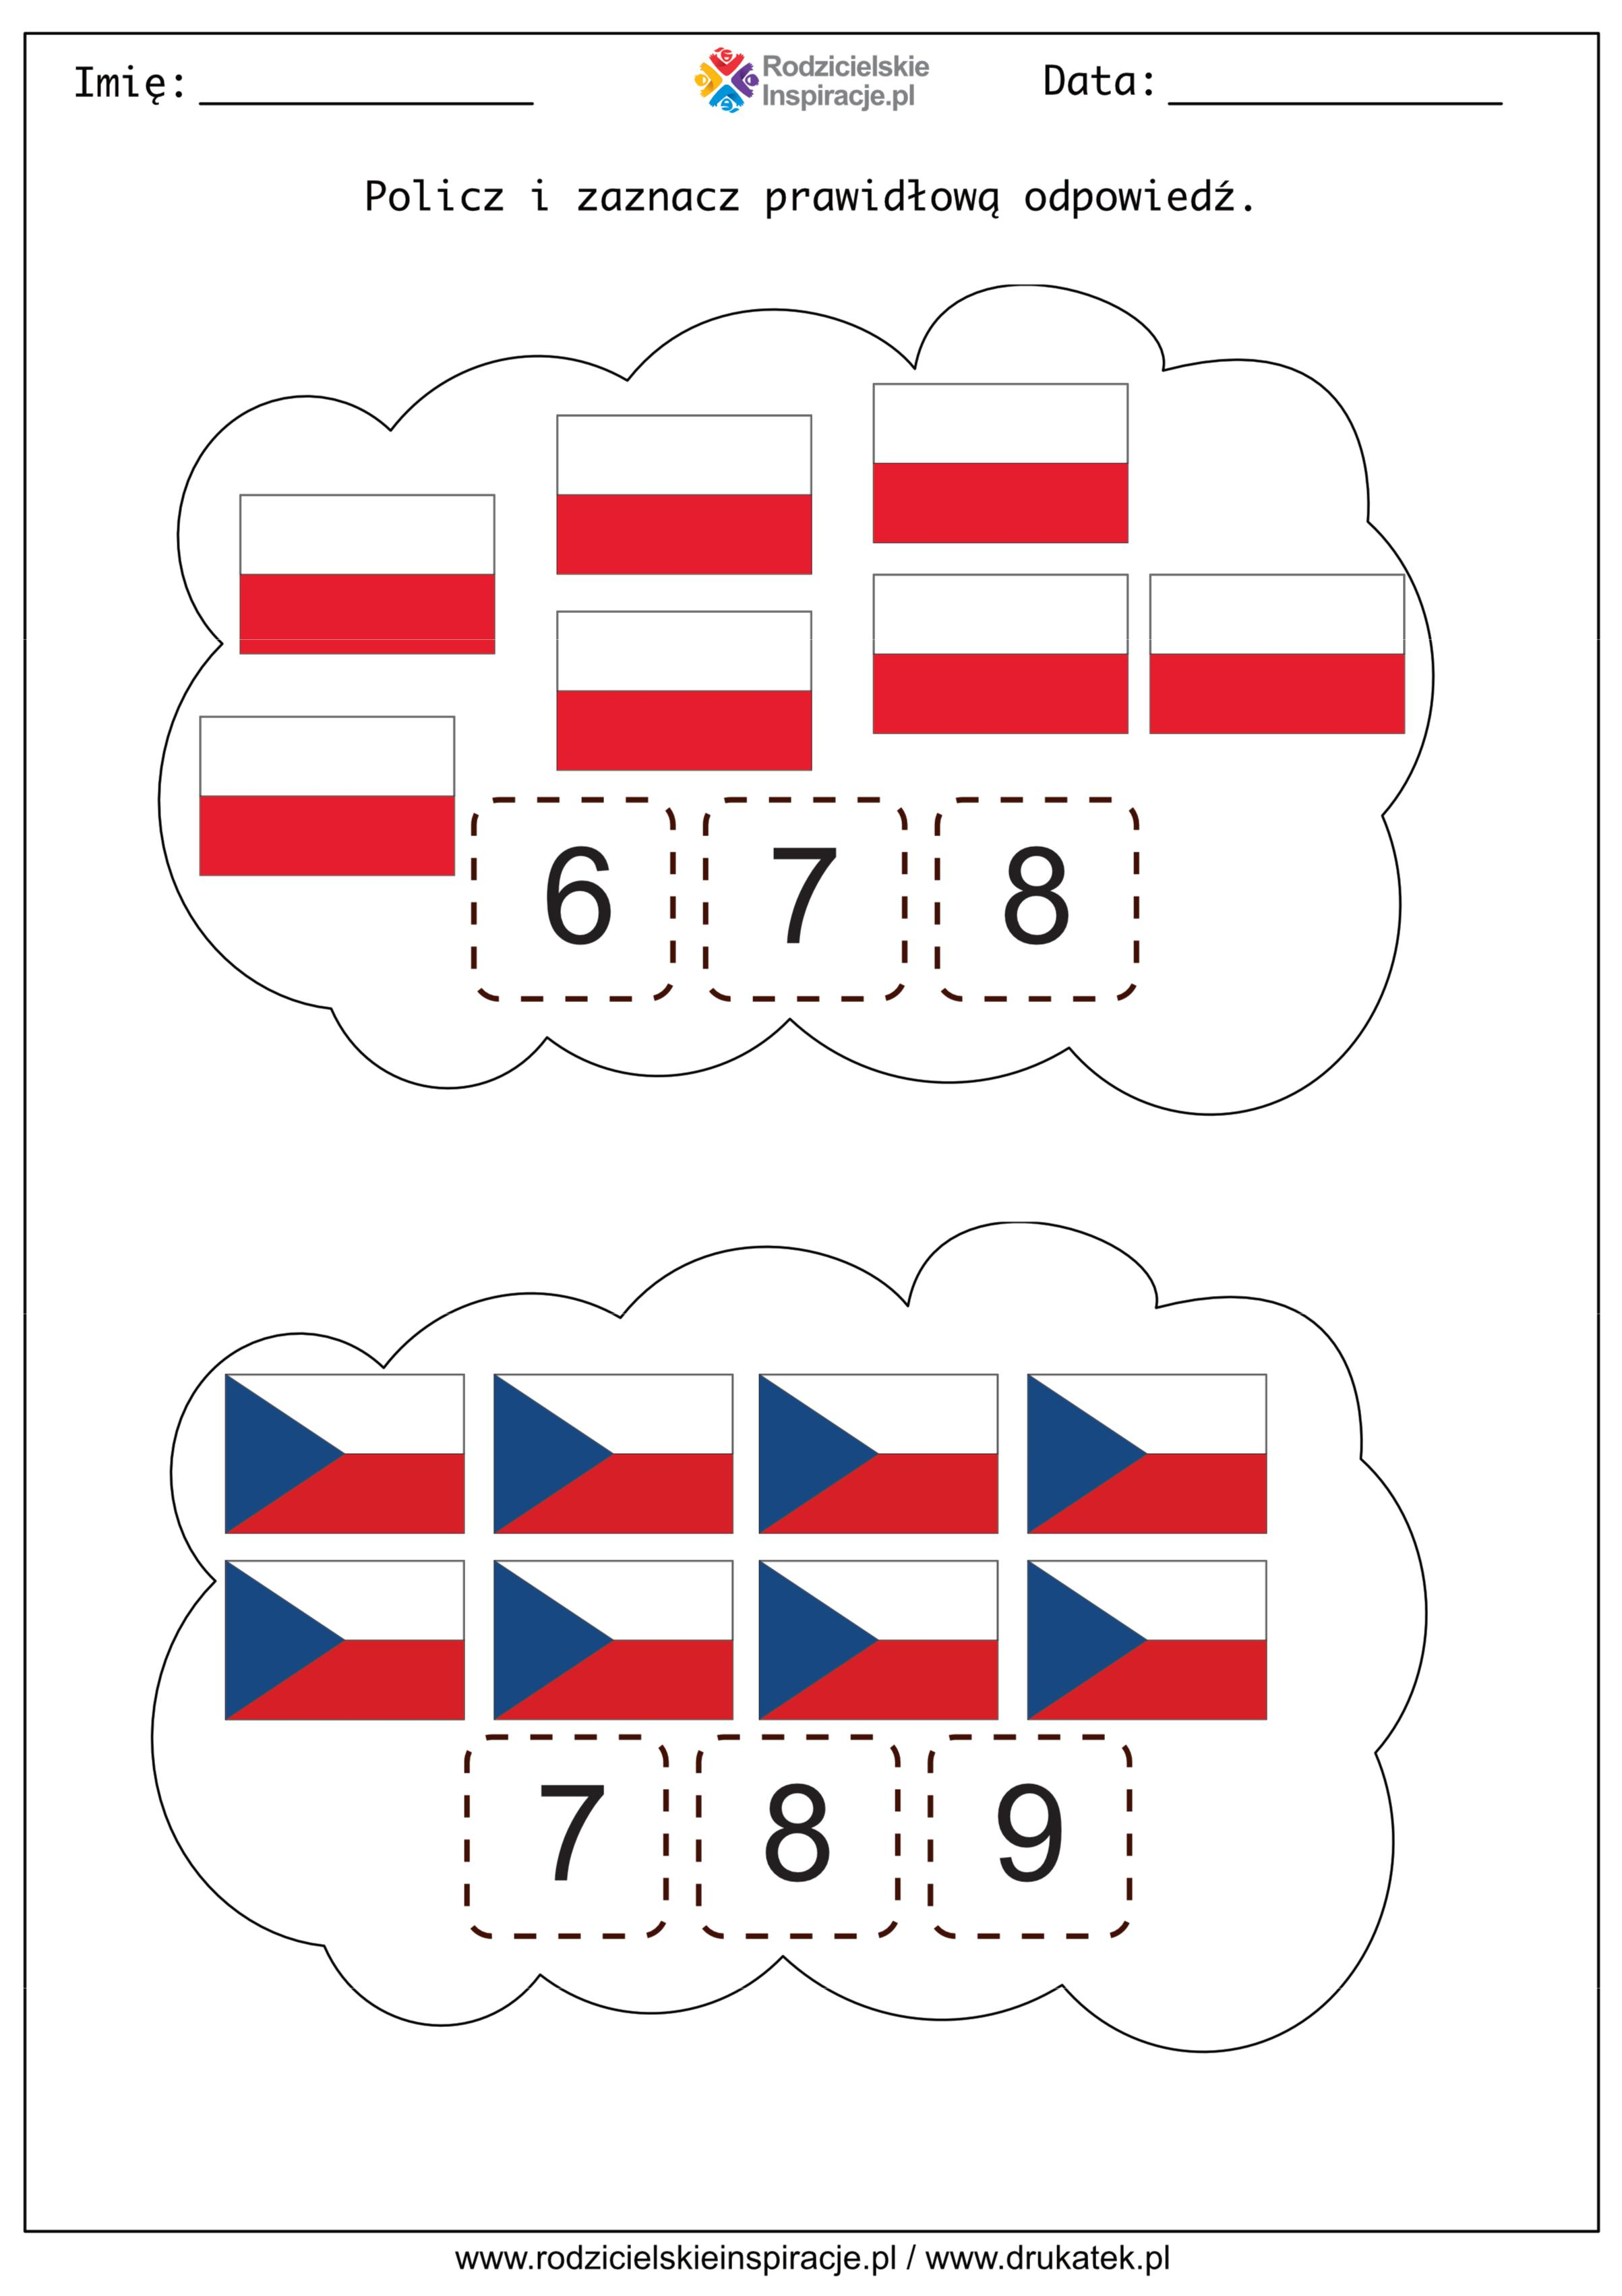 Imię:
Rodzicielskie
Inspiracje.pl
Data:
Policz i zaznacz prawidłową odpowiedź.
6 7 8
7 8 9
www.rodzicielskieinspiracje.pl / www.drukatek.pl